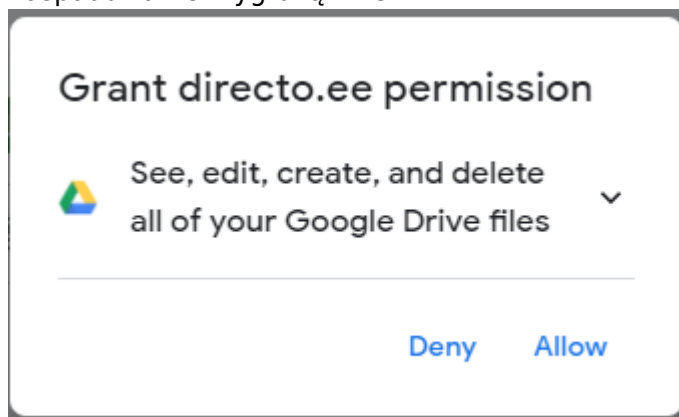 Grant directo.ee permission
See, edit, create, and delete
all of your Google Drive files
Deny Allow